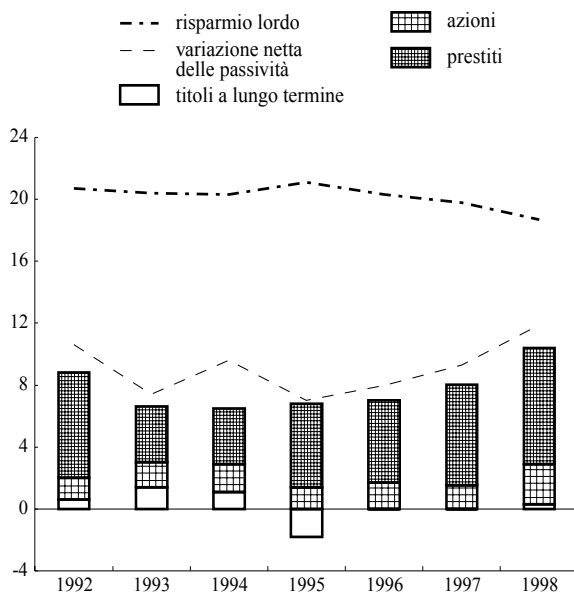 risparmio lordo
variazione netta
delle passività
titoli a lungo termine
azioni
prestiti
24
20
16
12
8
4
0
-4
1992 1993 1994 1995 1996 1997 1998